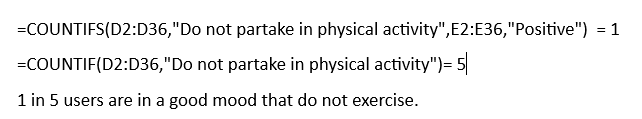 =COUNTIFS(D2:D36,"Do not partake in physical activity",E2:E36,"Positive") = 1
=COUNTIF(D2:D36,"Do not partake in physical activity")= 5
1 in 5 users are in a good mood that do not exercise.